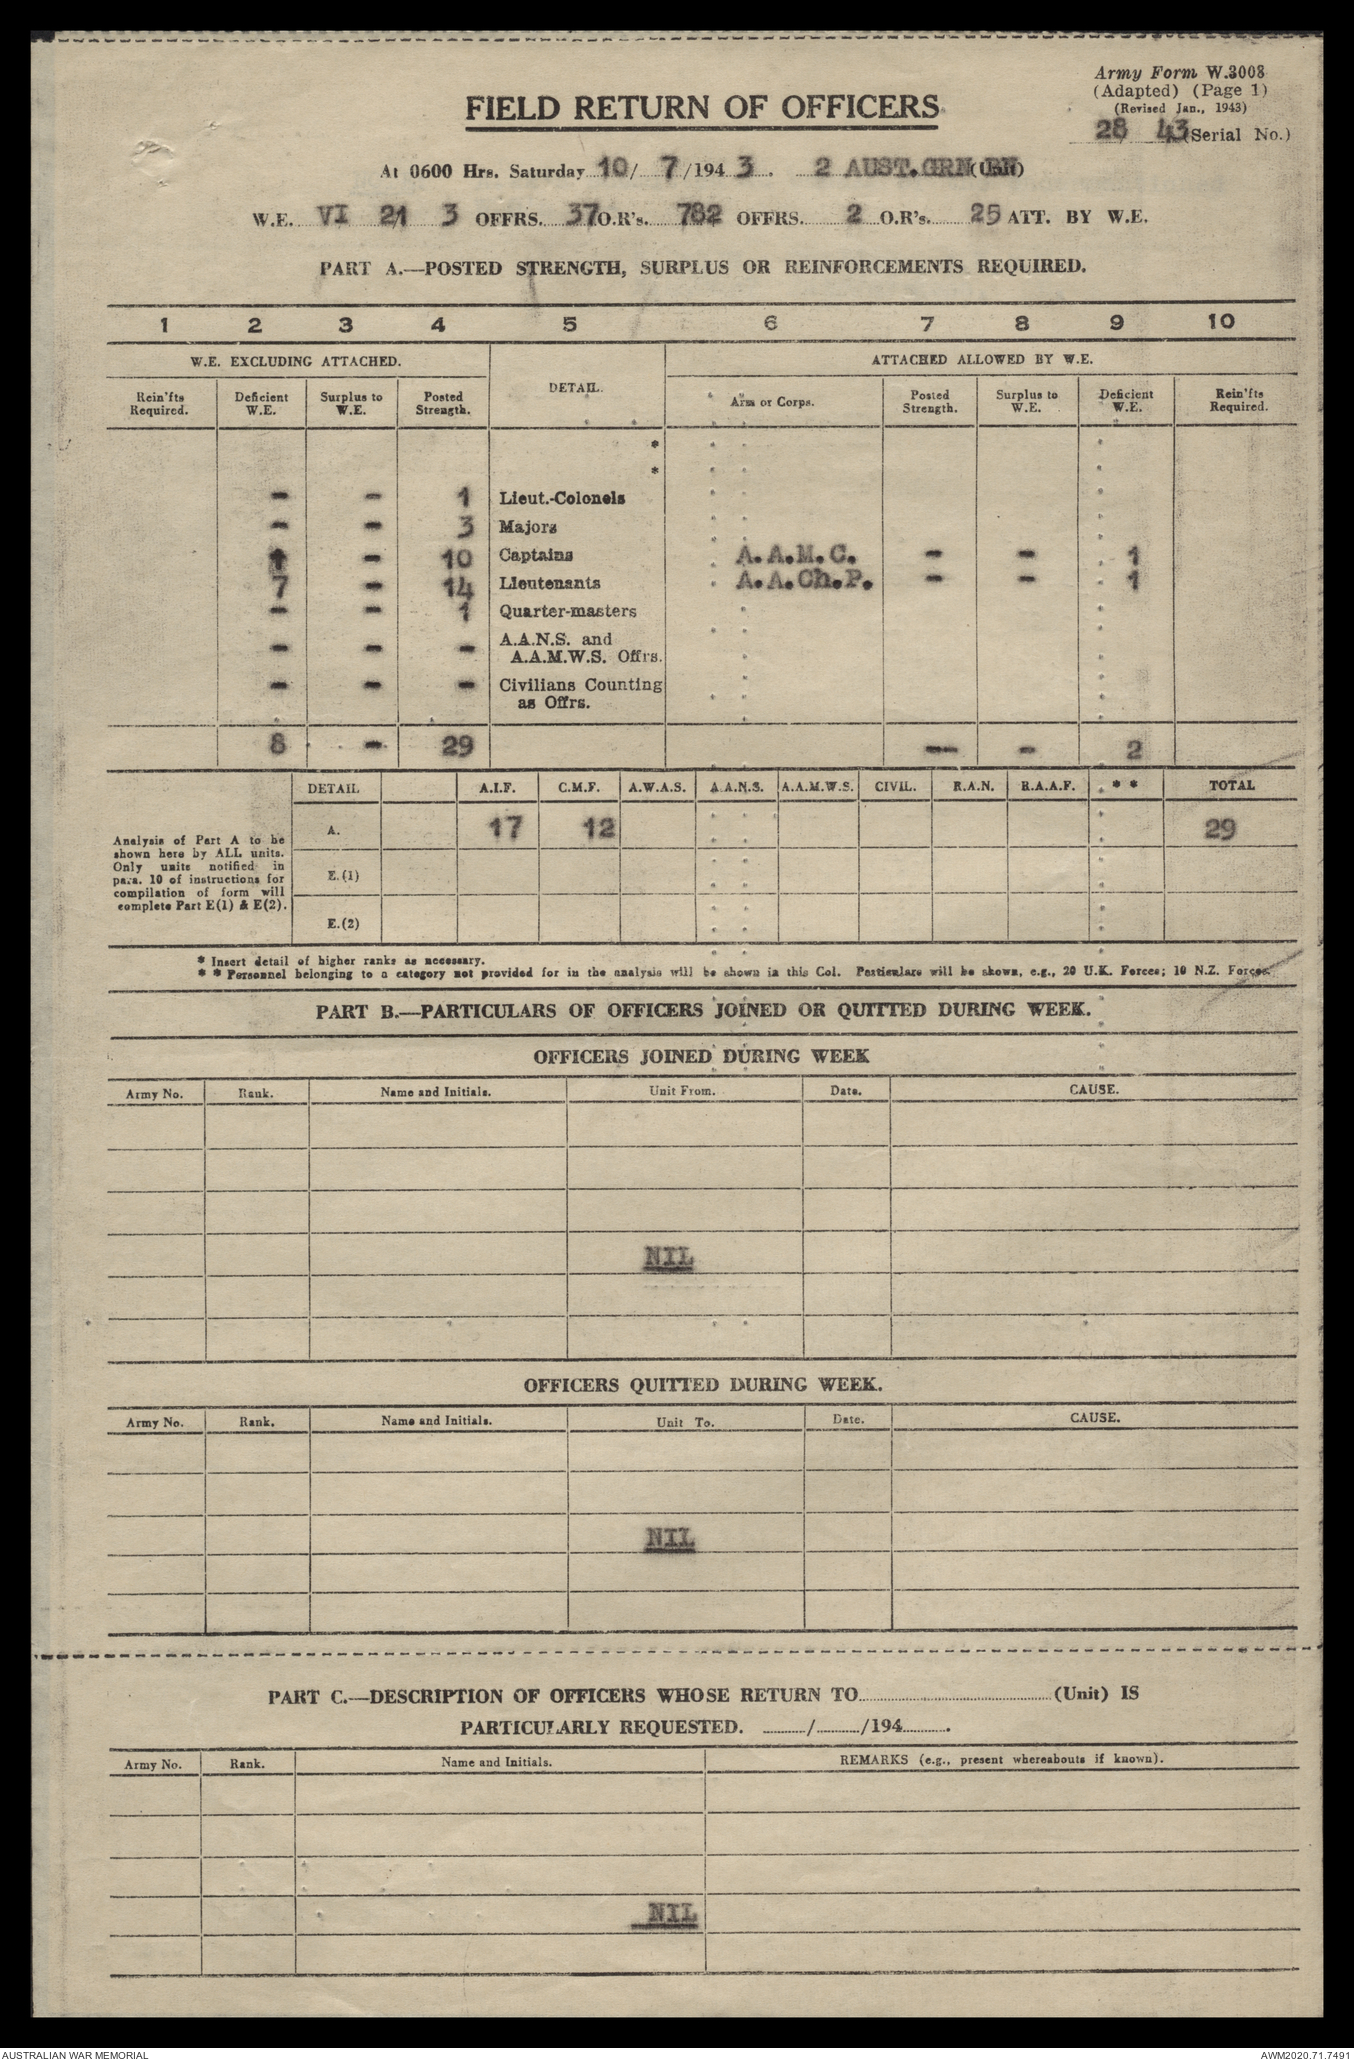 Army Form W.3008
(Adapted) (Page 1)
(Revised Jan., 1943)
28 43 (Serial No.)
FIELD RETURN OF OFFICERS
At 0600 Hrs. Saturday 10/ 7 /194 3 . 2 AUST.GRN BN
W.E. VI 21 3 OFFRS. 37 O.R's. 782 OFFRS. 2 O.R's. 25 ATT. BY W.E.
PART A.—POSTED STRENGTH, SURPLUS OR REINFORCEMENTS REQUIRED.
1 2 3 4 5 6 7 8 9 10
W.E. EXCLUDING ATTACHED. DETAIL. ATTACHED ALLOWED BY W.E.
Rein'fts Required. Deficient W.E. Surplus to W.E. Posted Strength. Arm or Corps. Posted Strength. Surplus to W.E. Deficient W.E. Rein'fts Required.
*
*
- - 1 Lieut.-Colonels
- - 3 Majors
1 - 10 Captains A.A.M.C. - - 1
7 - 14 Lieutenants A.A.Ch.P. - - 1
- - 1 Quarter-masters
- - - A.A.N.S. and
A.A.M.W.S. Offrs.
- - - Civilians Counting
as Offrs.
8 - 29 -- - 2
DETAIL A.I.F. C.M.F. A.W.A.S. A.A.N.S. A.A.M.W.S. CIVIL. R.A.N. R.A.A.F. * * TOTAL
A. 17 12 29
Analysis of Part A to be
shown here by ALL units.
Only units notified in
para. 10 of instructions for
compilation of form will
complete Part E(1) & E(2).
E.(1)
E.(2)
* Insert detail of higher ranks as necessary.
* * Personnel belonging to a category not provided for in the analysis will be shown in this Col. Particulars will be shown, e.g., 20 U.K. Forces; 10 N.Z. Forces.
PART B.—PARTICULARS OF OFFICERS JOINED OR QUITTED DURING WEEK.
OFFICERS JOINED DURING WEEK
Army No. Rank. Name and Initials. Unit From. Date. CAUSE.
NIL
OFFICERS QUITTED DURING WEEK.
Army No. Rank. Name and Initials. Unit To. Date. CAUSE.
NIL
PART C.—DESCRIPTION OF OFFICERS WHOSE RETURN TO (Unit) IS
PARTICULARLY REQUESTED. / /194 .
Army No. Rank. Name and Initials. REMARKS (e.g., present whereabouts if known).
NIL
AUSTRALIAN WAR MEMORIAL AWM2020.71.7491